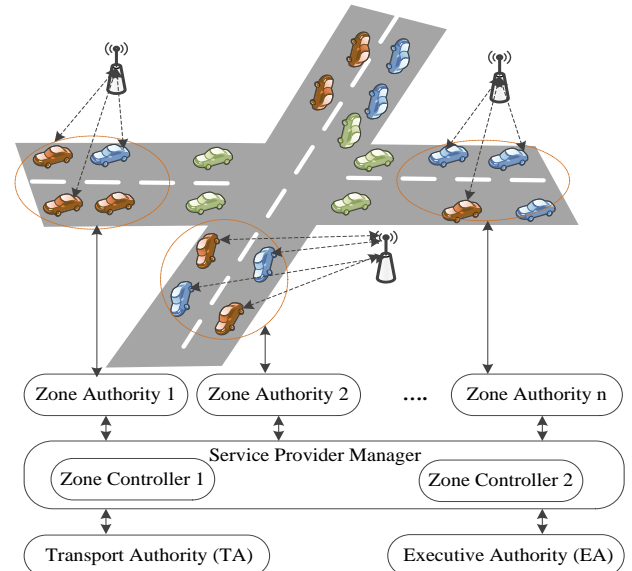 Zone Authority 1
Zone Authority 2
....
Zone Authority n
Service Provider Manager
Zone Controller 1
Zone Controller 2
Transport Authority (TA)
Executive Authority (EA)